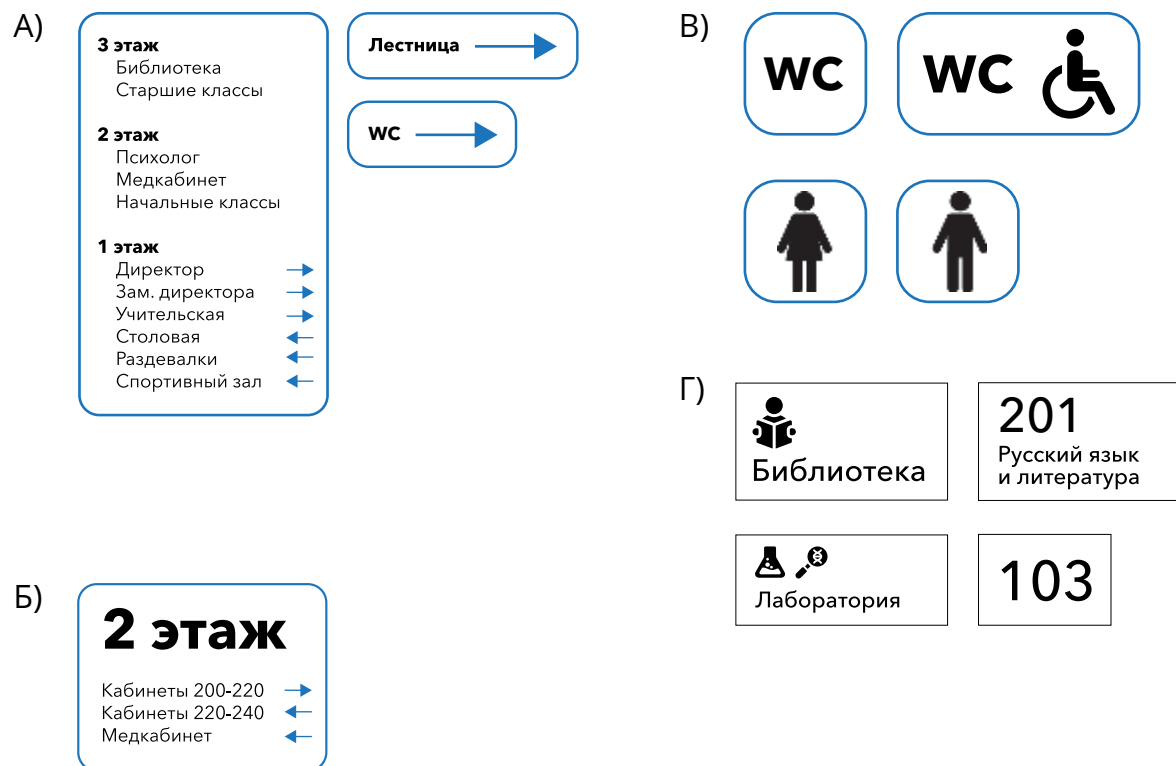 А)
3 этаж
Библиотека
Старшие классы
2 этаж
Психолог
Медкабинет
Начальные классы
1 этаж
Директор
Зам. директора
Учительская
Столовая
Раздевалки
Спортивный зал
Лестница
WC
Б)
2 этаж
Кабинеты 200-220
Кабинеты 220-240
Медкабинет
В)
WC
WC
Г)
Библиотека
201
Русский язык
и литература
Лаборатория
103